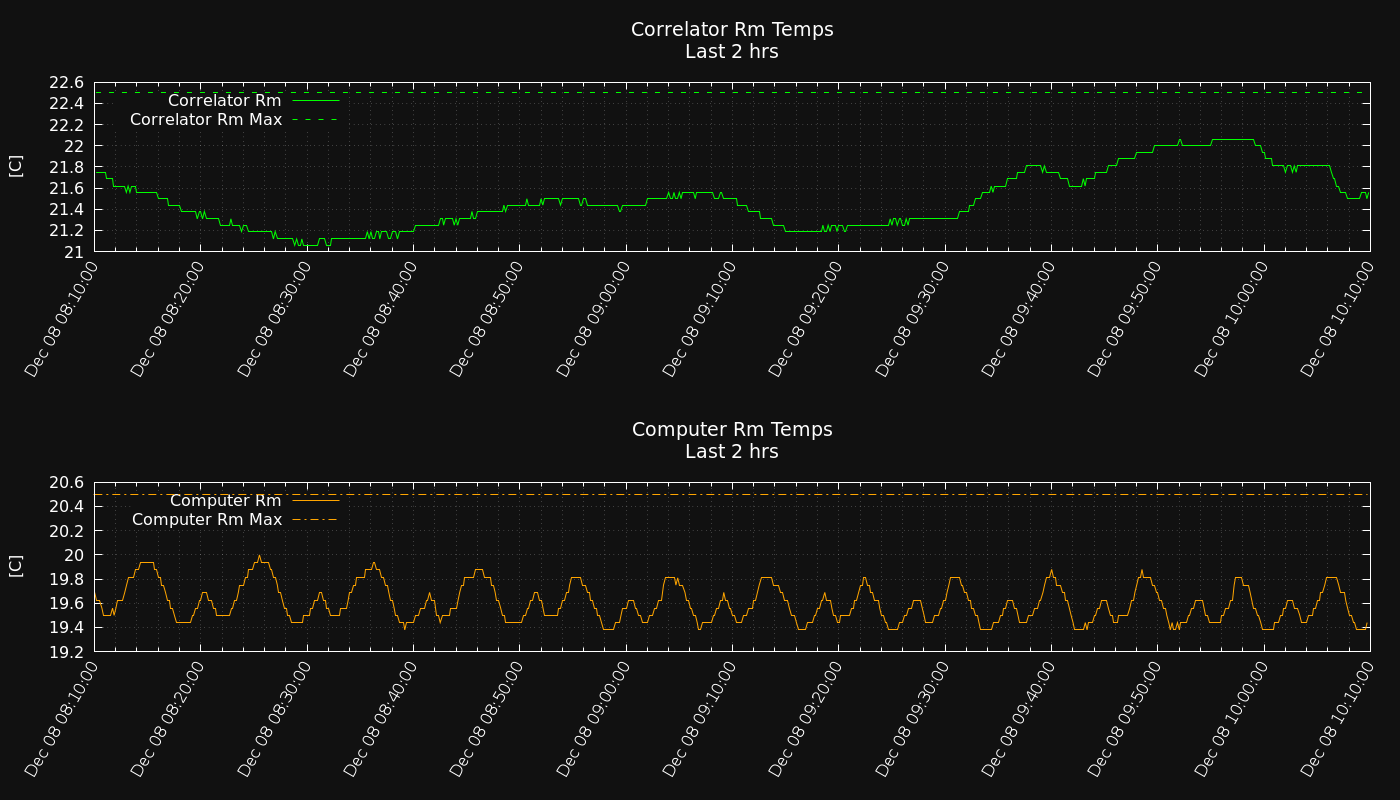 Correlator Rm Temps
Last 2 hrs
22.6
22.4
22.2
22
21.8
21.6
21.4
21.2
21
[C]
Correlator Rm
Correlator Rm Max
Dec 08 08:10:00
Dec 08 08:20:00
Dec 08 08:30:00
Dec 08 08:40:00
Dec 08 08:50:00
Dec 08 09:00:00
Dec 08 09:10:00
Dec 08 09:20:00
Dec 08 09:30:00
Dec 08 09:40:00
Dec 08 09:50:00
Dec 08 10:00:00
Dec 08 10:10:00
Computer Rm Temps
Last 2 hrs
20.6
20.4
20.2
20
19.8
19.6
19.4
19.2
[C]
Computer Rm
Computer Rm Max
Dec 08 08:10:00
Dec 08 08:20:00
Dec 08 08:30:00
Dec 08 08:40:00
Dec 08 08:50:00
Dec 08 09:00:00
Dec 08 09:10:00
Dec 08 09:20:00
Dec 08 09:30:00
Dec 08 09:40:00
Dec 08 09:50:00
Dec 08 10:00:00
Dec 08 10:10:00